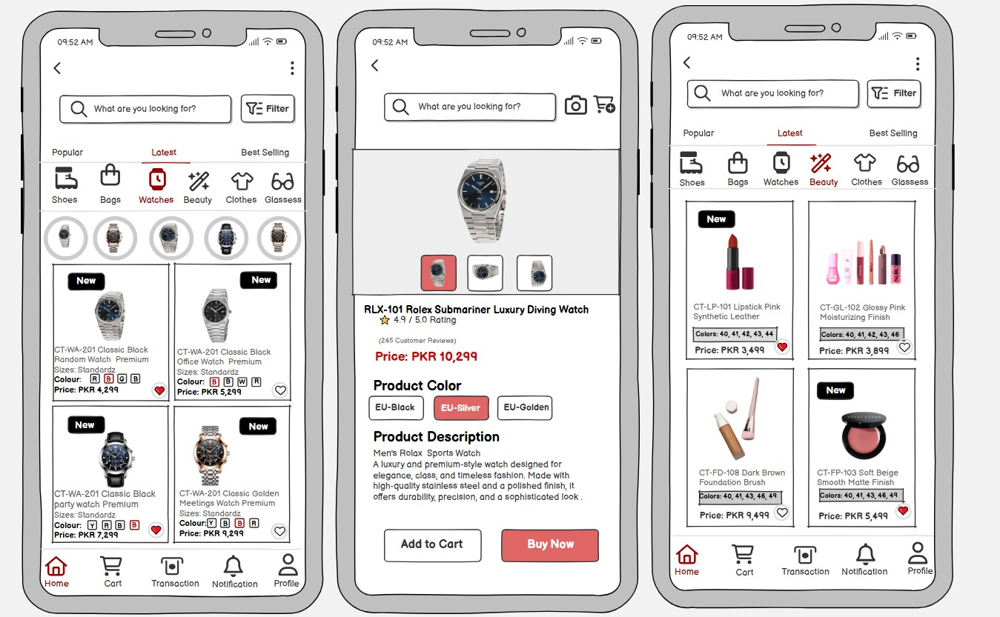 09:52 AM
What are you looking for?
Filter
Popular
Latest
Best Selling
Shoes
Bags
Watches
Beauty
Clothes
Glassess
New
New
CT-WA-201 Classic Black
Random Watch Premium
Sizes: Standardz
Colour: R B G B
Price: PKR 4,299
CT-WA-201 Classic Black
Office Watch Premium
Sizes: Standardz
Colour: B B W R
Price: PKR 5,299
New
New
CT-WA-201 Classic Black
party watch Premium
Sizes: Standardz
Colour: Y R B B
Price: PKR 7,299
CT-WA-201 Classic Golden
Meetings Watch Premium
Sizes: Standardz
Colour: Y B B R
Price: PKR 9,299
Home
Cart
Transaction
Notification
Profile
09:52 AM
What are you looking for?
RLX-101 Rolex Submariner Luxury Diving Watch
4.9 / 5.0 Rating
(245 Customer Reviews)
Price: PKR 10,299
Product Color
EU-Black
EU-Silver
EU-Golden
Product Description
Men's Rolax Sports Watch
A luxury and premium-style watch designed for
elegance, class, and timeless fashion. Made with
high-quality stainless steel and a polished finish, it
offers durability, precision, and a sophisticated look .
Add to Cart
Buy Now
09:52 AM
What are you looking for?
Filter
Popular
Latest
Best Selling
Shoes
Bags
Watches
Beauty
Clothes
Glassess
New
CT-LP-101 Lipstick Pink
Synthetic Leather
Colors: 40, 41, 42, 43, 44
Price: PKR 3,499
CT-GL-102 Glossy Pink
Moisturizing Finish
Colors: 40, 41, 42, 43, 46
Price: PKR 3,899
CT-FD-108 Dark Brown
Foundation Brush
Colors: 40, 41, 43, 46, 49
Price: PKR 9,499
New
CT-FP-103 Soft Beige
Smooth Matte Finish
Colors: 40, 41, 43, 46, 49
Price: PKR 5,499
Home
Cart
Transaction
Notification
Profile